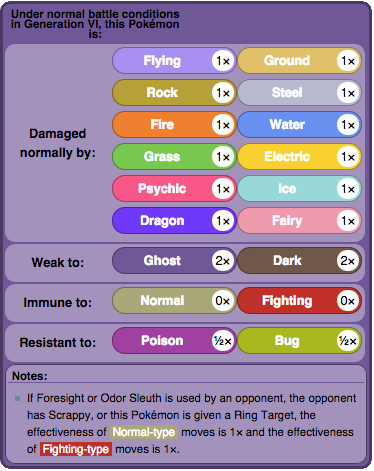 Under normal battle conditions
in Generation VI, this Pokémon
is:
Damaged
normally by:
Flying 1× Ground 1×
Rock 1× Steel 1×
Fire 1× Water 1×
Grass 1× Electric 1×
Psychic 1× Ice 1×
Dragon 1× Fairy 1×
Weak to: Ghost 2× Dark 2×
Immune to: Normal 0× Fighting 0×
Resistant to: Poison ½× Bug ½×
Notes:
If Foresight or Odor Sleuth is used by an opponent, the opponent
has Scrappy, or this Pokémon is given a Ring Target, the
effectiveness of Normal-type moves is 1× and the effectiveness
of Fighting-type moves is 1×.